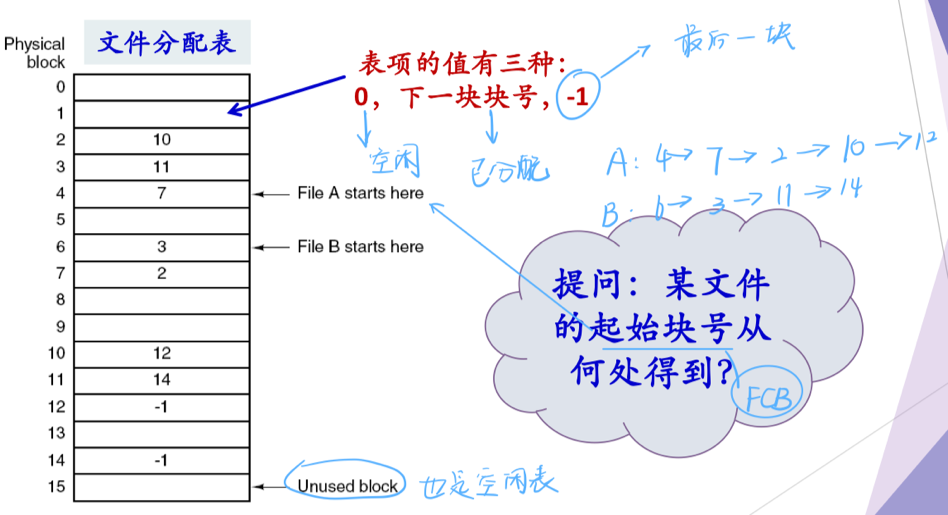 Physical block
文件分配表
表项的值有三种：
0，下一块块号，-1
最后一块
空闲
已分配
A: 4→ 7 → 2 → 10 →12
B: 6→ 3 → 11 → 14
0
1
2 10
3 11
4 7 File A starts here
5
6 3 File B starts here
7 2
8
9
10 12
11 14
12 -1
13
14 -1
15 Unused block 也是空闲表
提问：某文件
的起始块号从
何处得到？
FCB